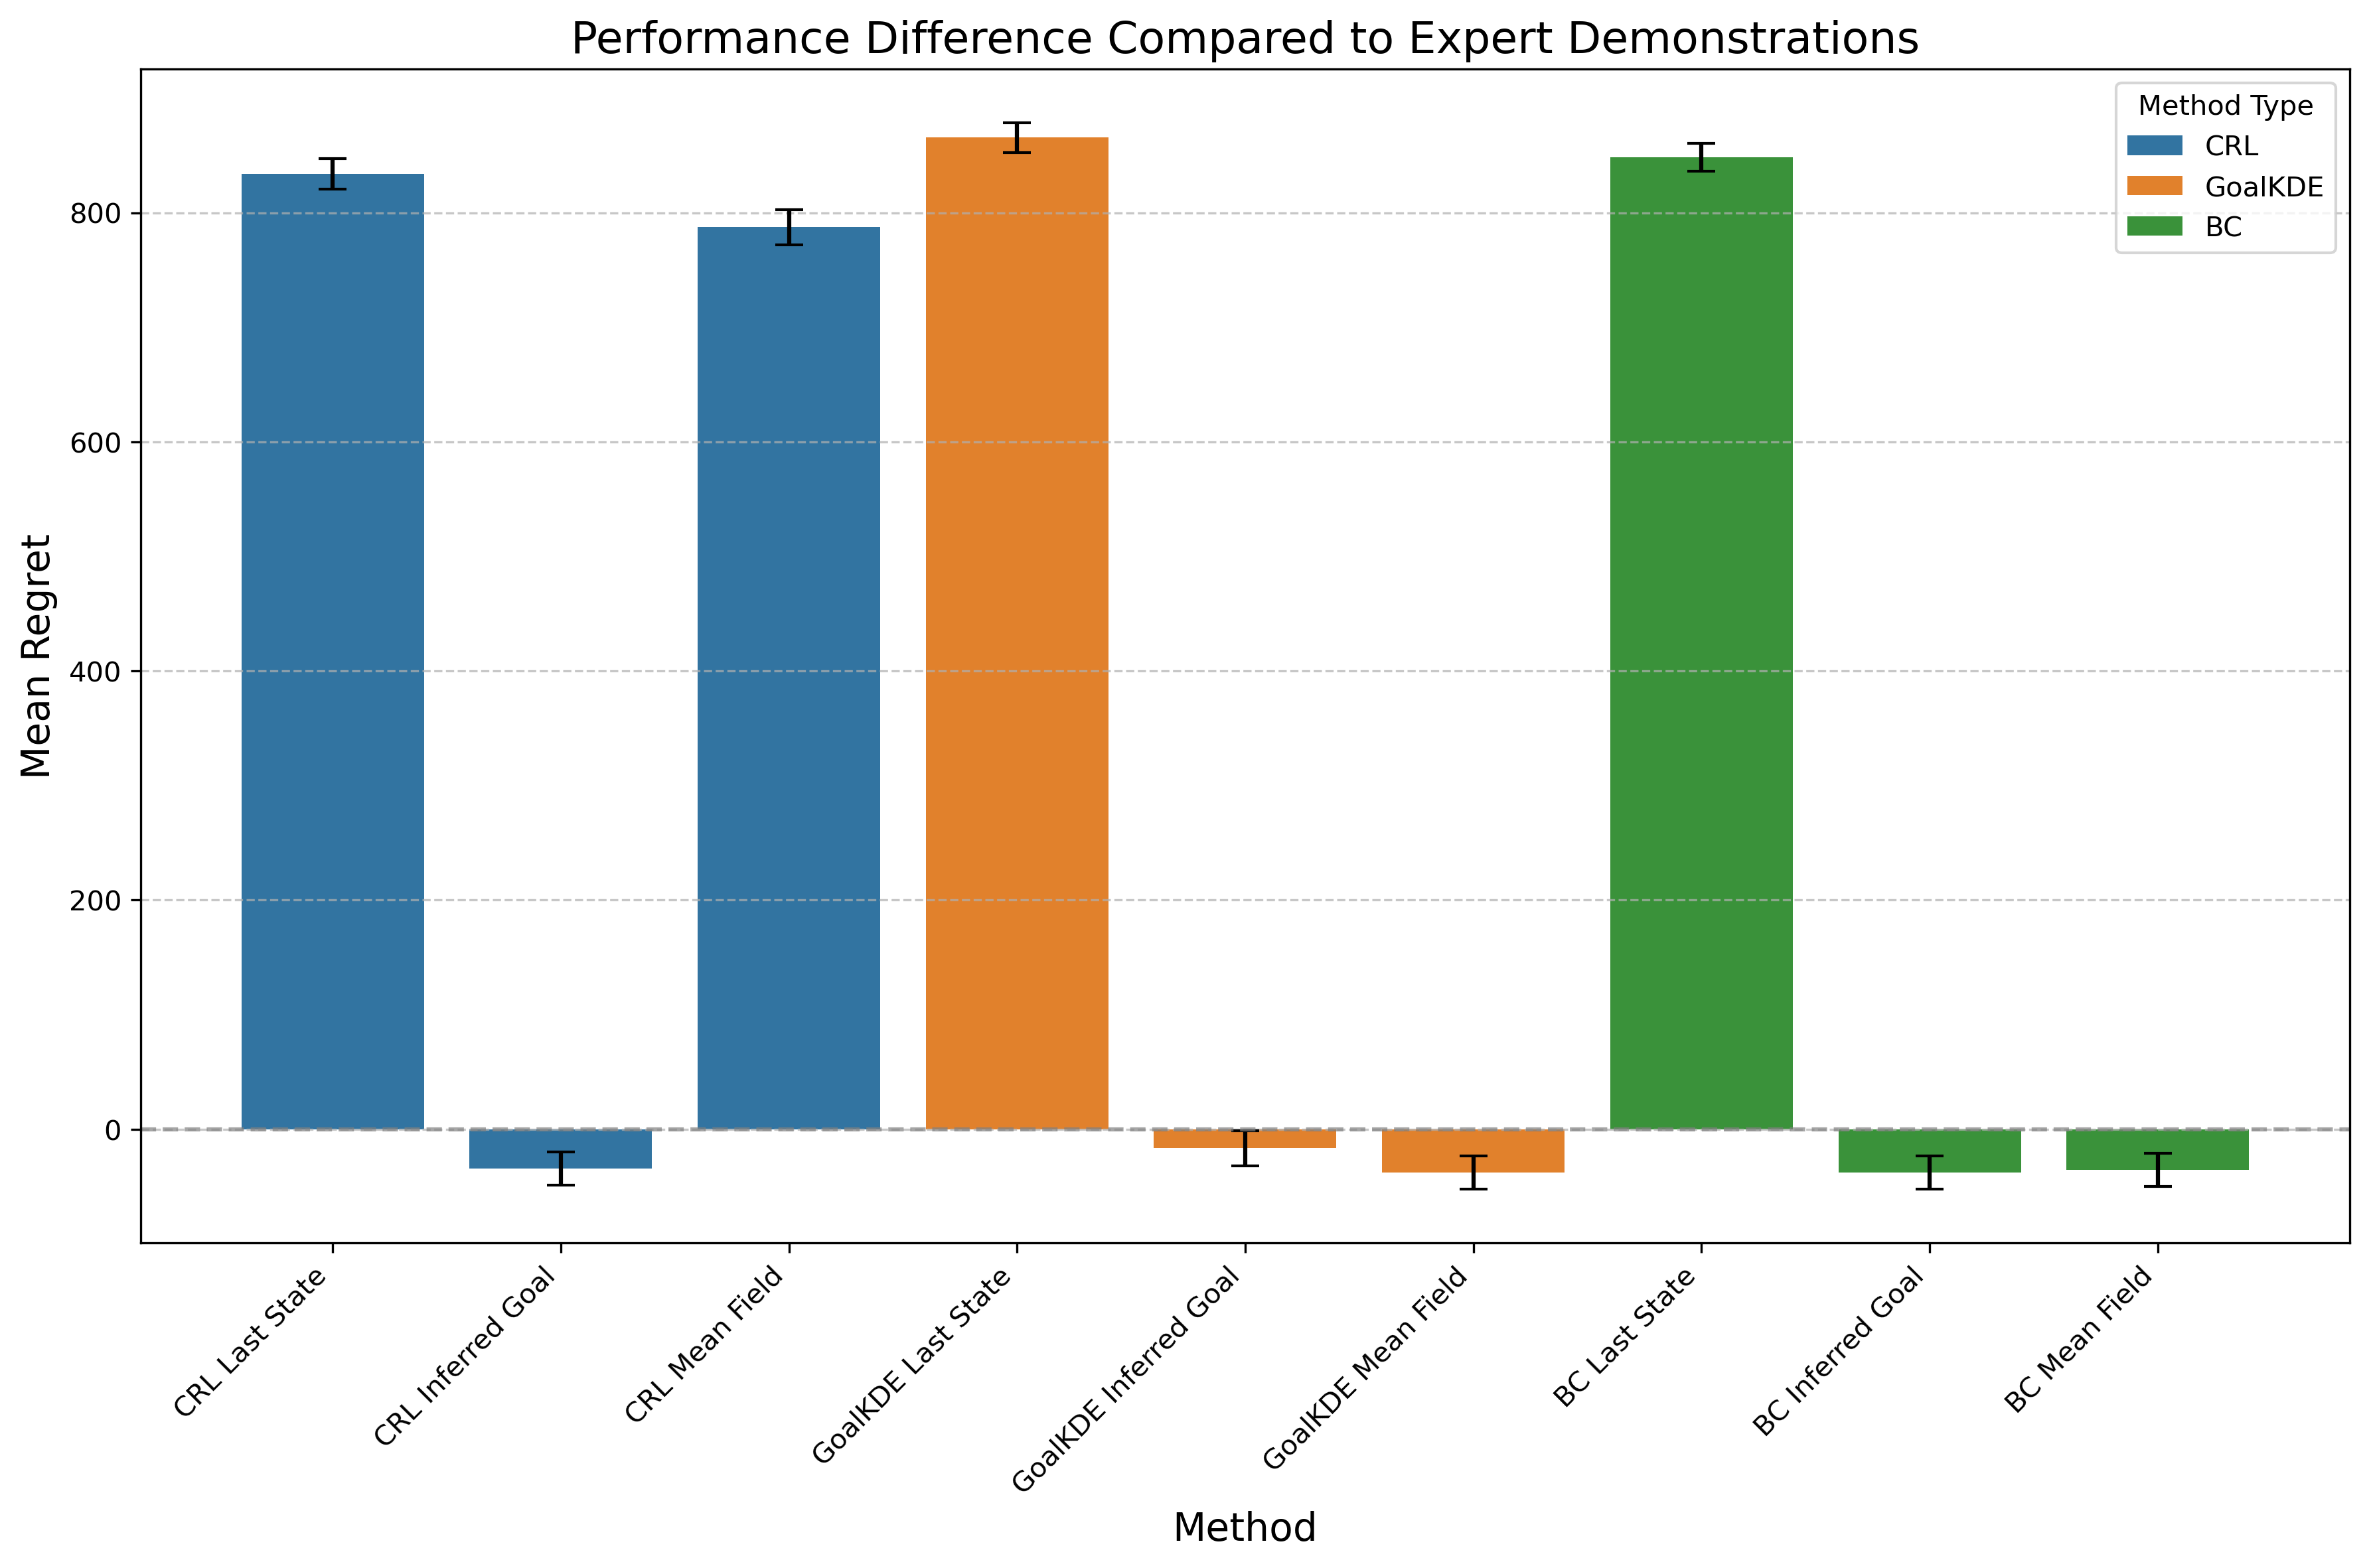 Performance Difference Compared to Expert Demonstrations
Method Type
CRL
GoalKDE
BC
Mean Regret
800
600
400
200
0
CRL Last State
CRL Inferred Goal
CRL Mean Field
GoalKDE Last State
GoalKDE Inferred Goal
GoalKDE Mean Field
BC Last State
BC Inferred Goal
BC Mean Field
Method